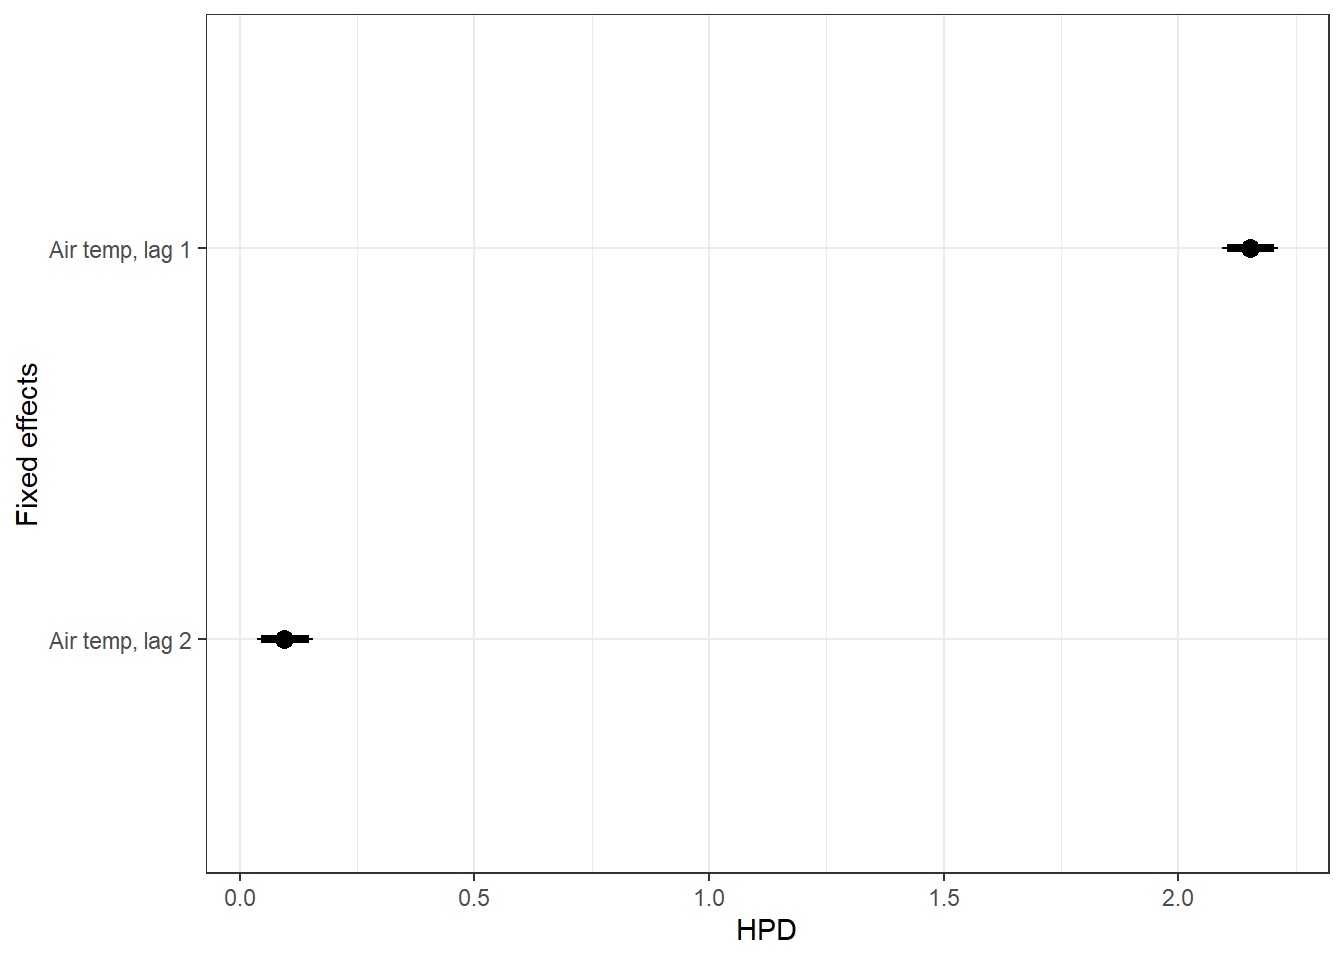 Fixed effects
Air temp, lag 1
Air temp, lag 2
0.0 0.5 1.0 1.5 2.0
HPD